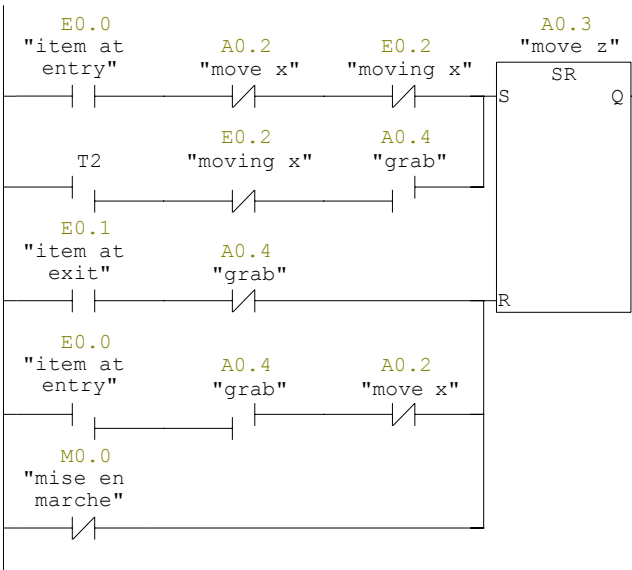 E0.0
"item at
entry"
A0.2
"move x"
E0.2
"moving x"
A0.3
"move z"
SR
S
Q
T2
E0.2
"moving x"
A0.4
"grab"
E0.1
"item at
exit"
A0.4
"grab"
R
E0.0
"item at
entry"
A0.4
"grab"
A0.2
"move x"
M0.0
"mise en
marche"